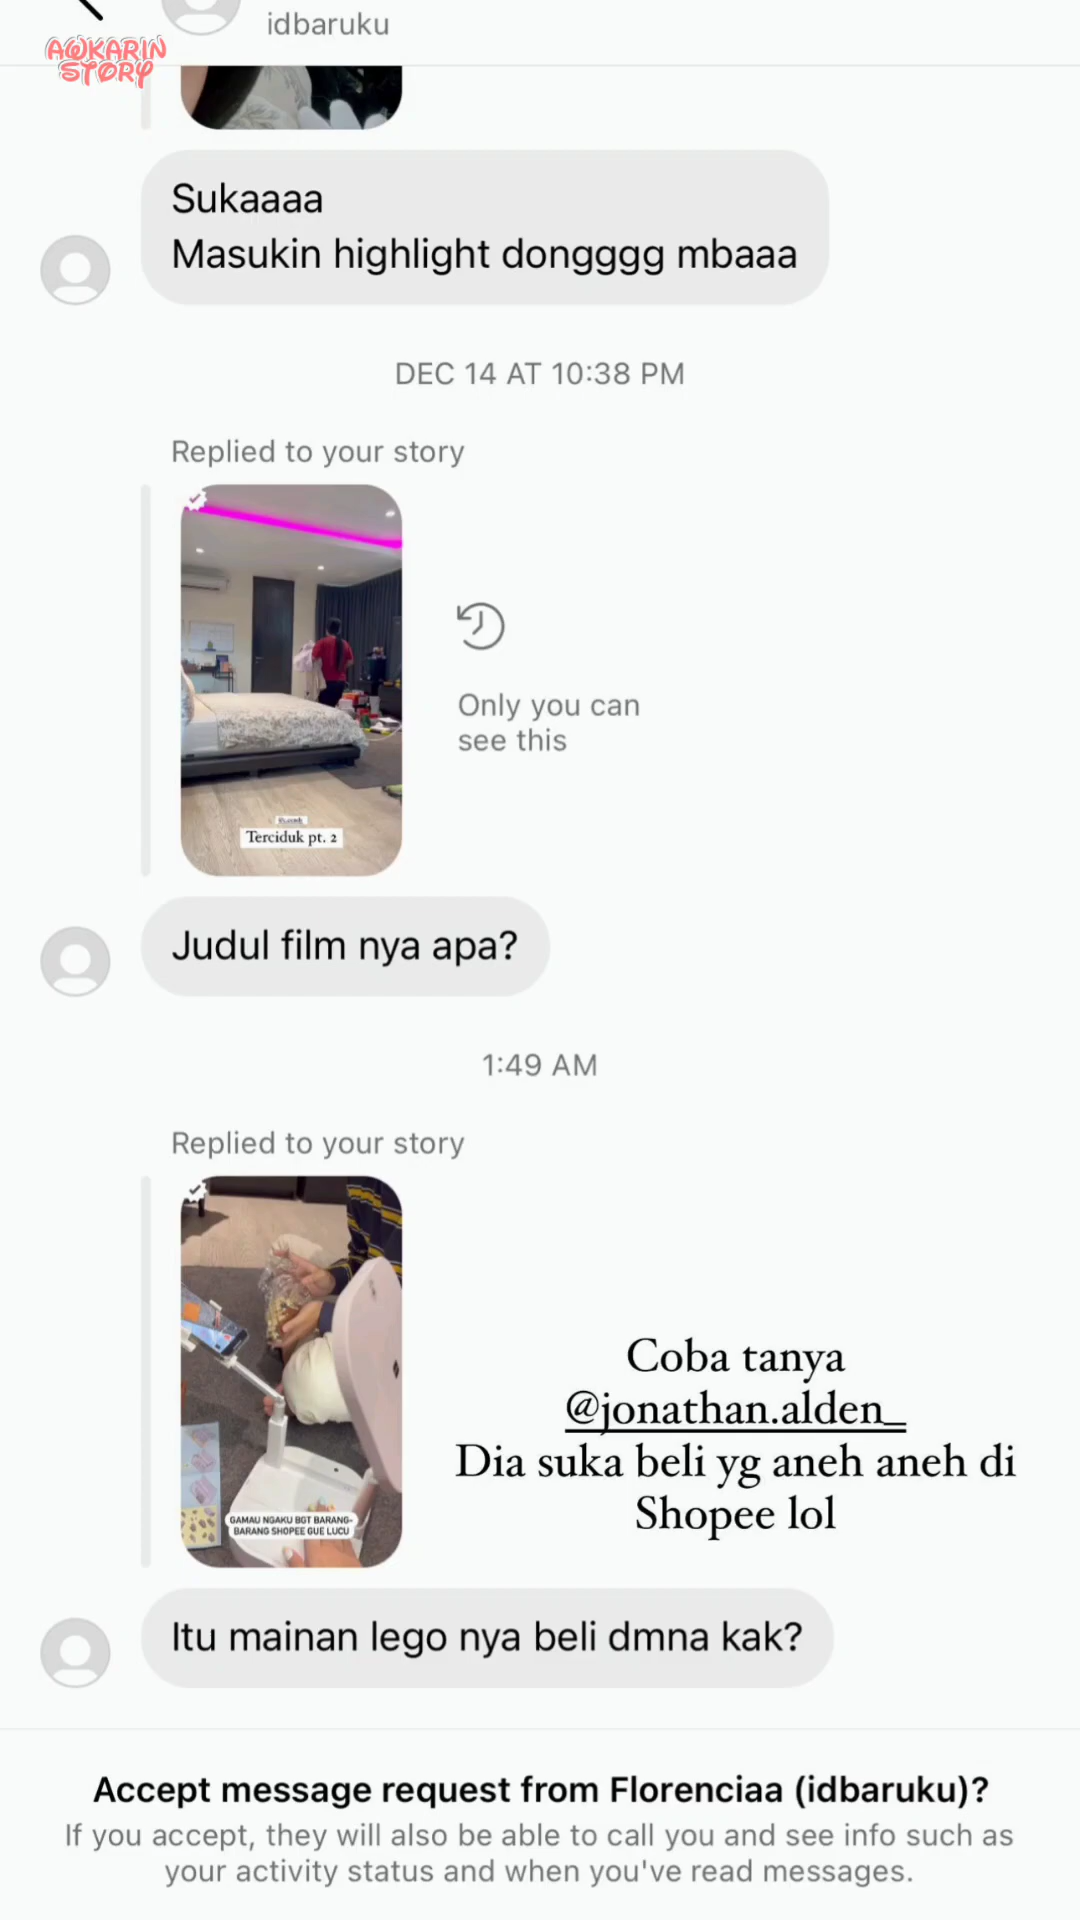 idbaruku
AWKARIN
STORY
Sukaaaa
Masukin highlight dongggg mbaaa
DEC 14 AT 10:38 PM
Replied to your story
Only you can
see this
Terciduk pt. 2
Judul film nya apa?
1:49 AM
Replied to your story
Coba tanya
@jonathan.alden_
Dia suka beli yg aneh aneh di
Shopee lol
GAMAU NGAKU BGT BARANG-
BARANG SHOPEE GUE LUCU
Itu mainan lego nya beli dmna kak?
Accept message request from Florenciaa (idbaruku)?
If you accept, they will also be able to call you and see info such as
your activity status and when you've read messages.